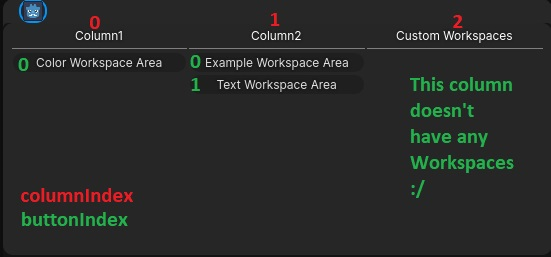 0 1 2
Column1 Column2 Custom Workspaces
0 Color Workspace Area 0 Example Workspace Area
1 Text Workspace Area
This column
doesn't
have any
Workspaces
:/
columnIndex
buttonIndex